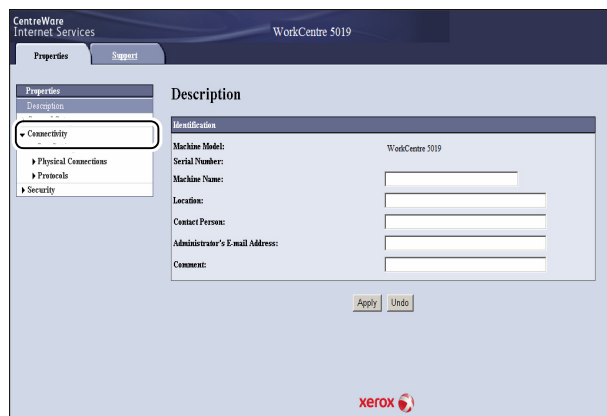 CentreWare
Internet Services
WorkCentre 5019
Properties
Support
Properties
Description
Connectivity
Physical Connections
Protocols
Security
Description
Identification
Machine Model:
WorkCentre 5019
Serial Number:
Machine Name:
Location:
Contact Person:
Administrator's E-mail Address:
Comment:
Apply
Undo
xerox